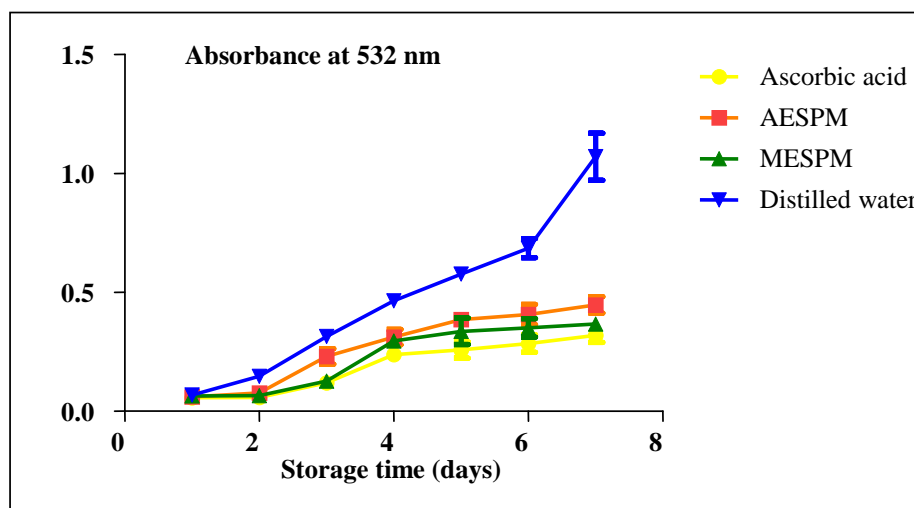 Absorbance at 532 nm
1.5
1.0
0.5
0.0
0 2 4 6 8
Storage time (days)
Ascorbic acid
AESPM
MESPM
Distilled water